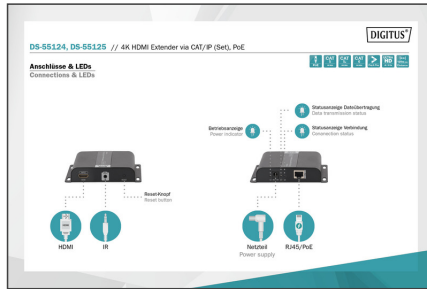 DIGITUS®
DS-55124, DS-55125 // 4K HDMI Extender via CAT/IP (Set), PoE
Anschlüsse & LEDs
Connections & LEDs
Statusanzeige Dateiübertragung
Data transmission status
Betriebsanzeige
Power indicator
Statusanzeige Verbindung
Connection status
Reset-Knopf
Reset button
HDMI
IR
Netzteil
Power supply
RJ45/PoE